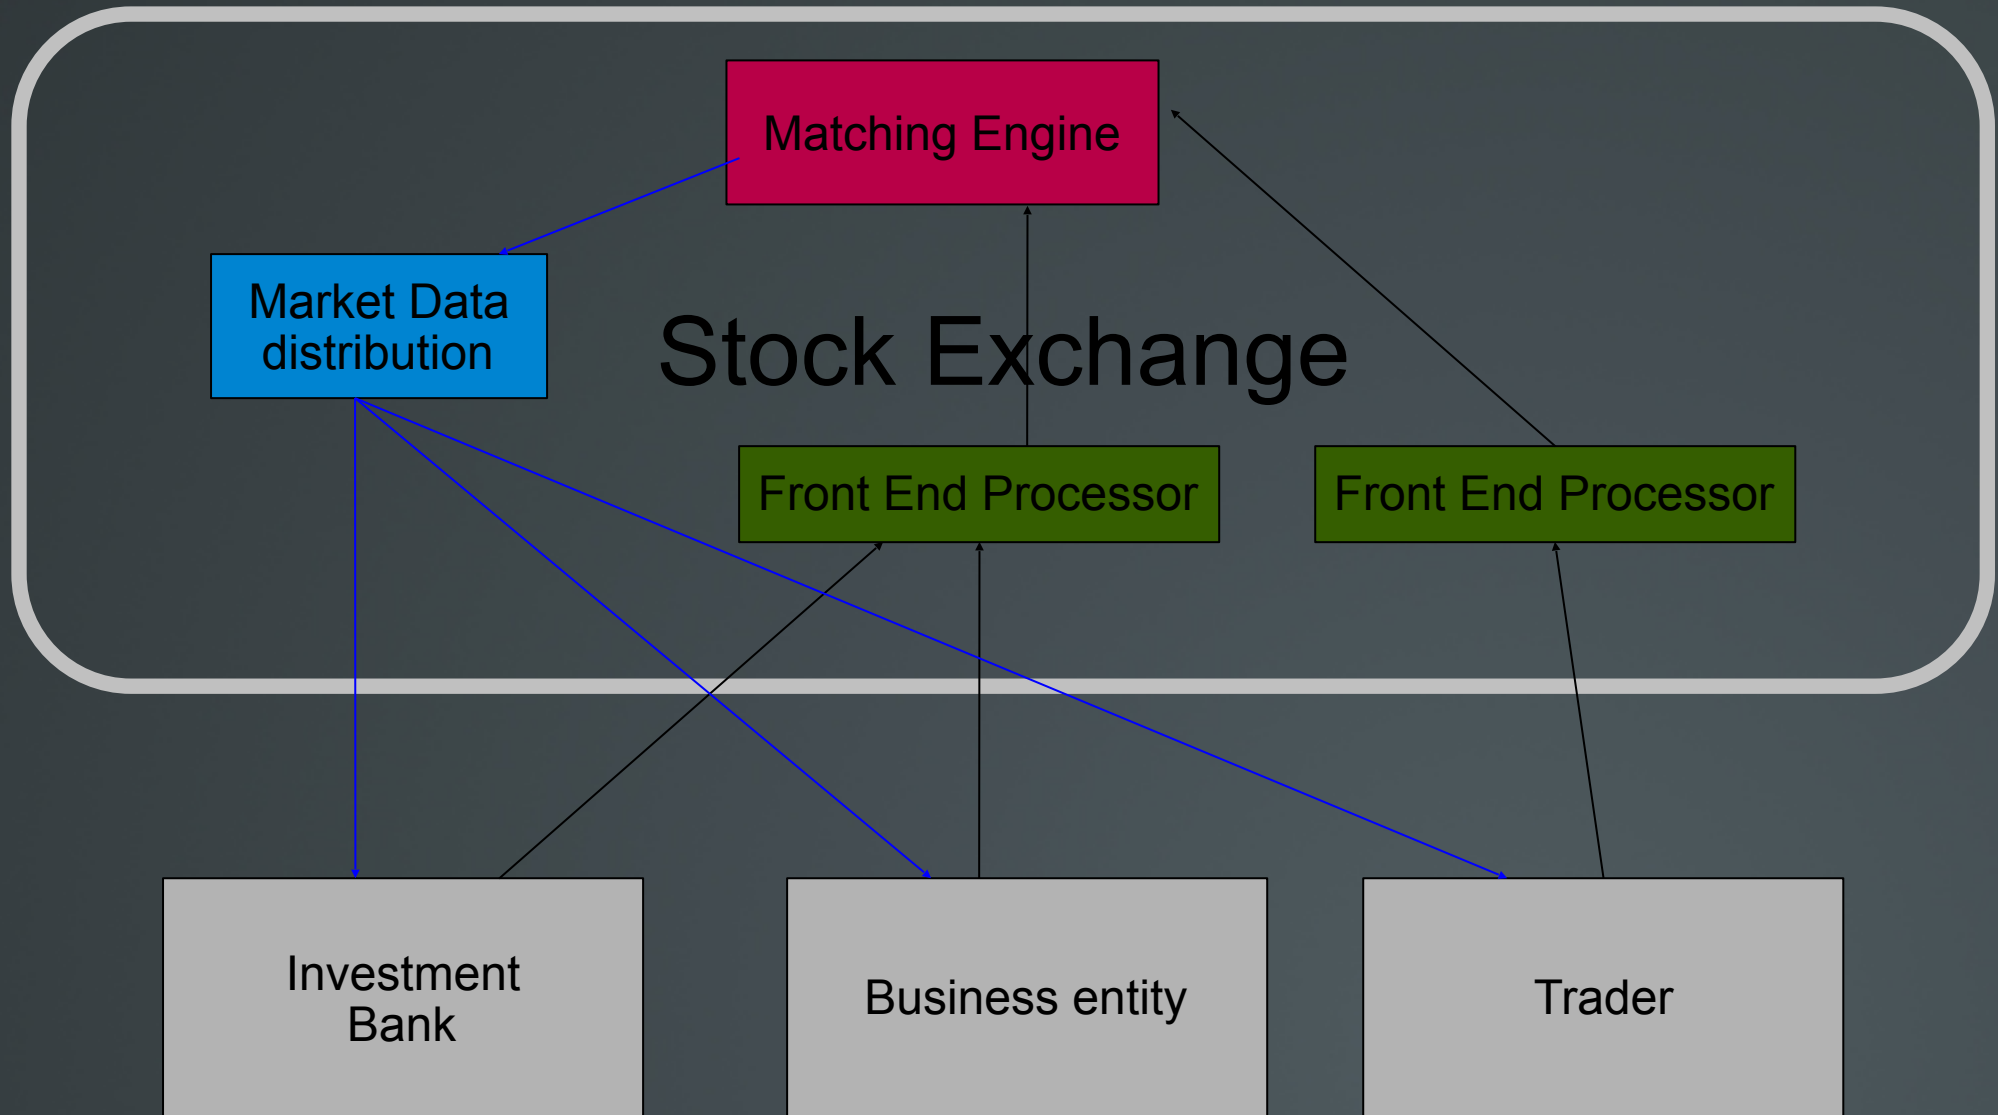 Matching Engine
Market Data
distribution
Stock Exchange
Front End Processor
Front End Processor
Investment
Bank
Business entity
Trader